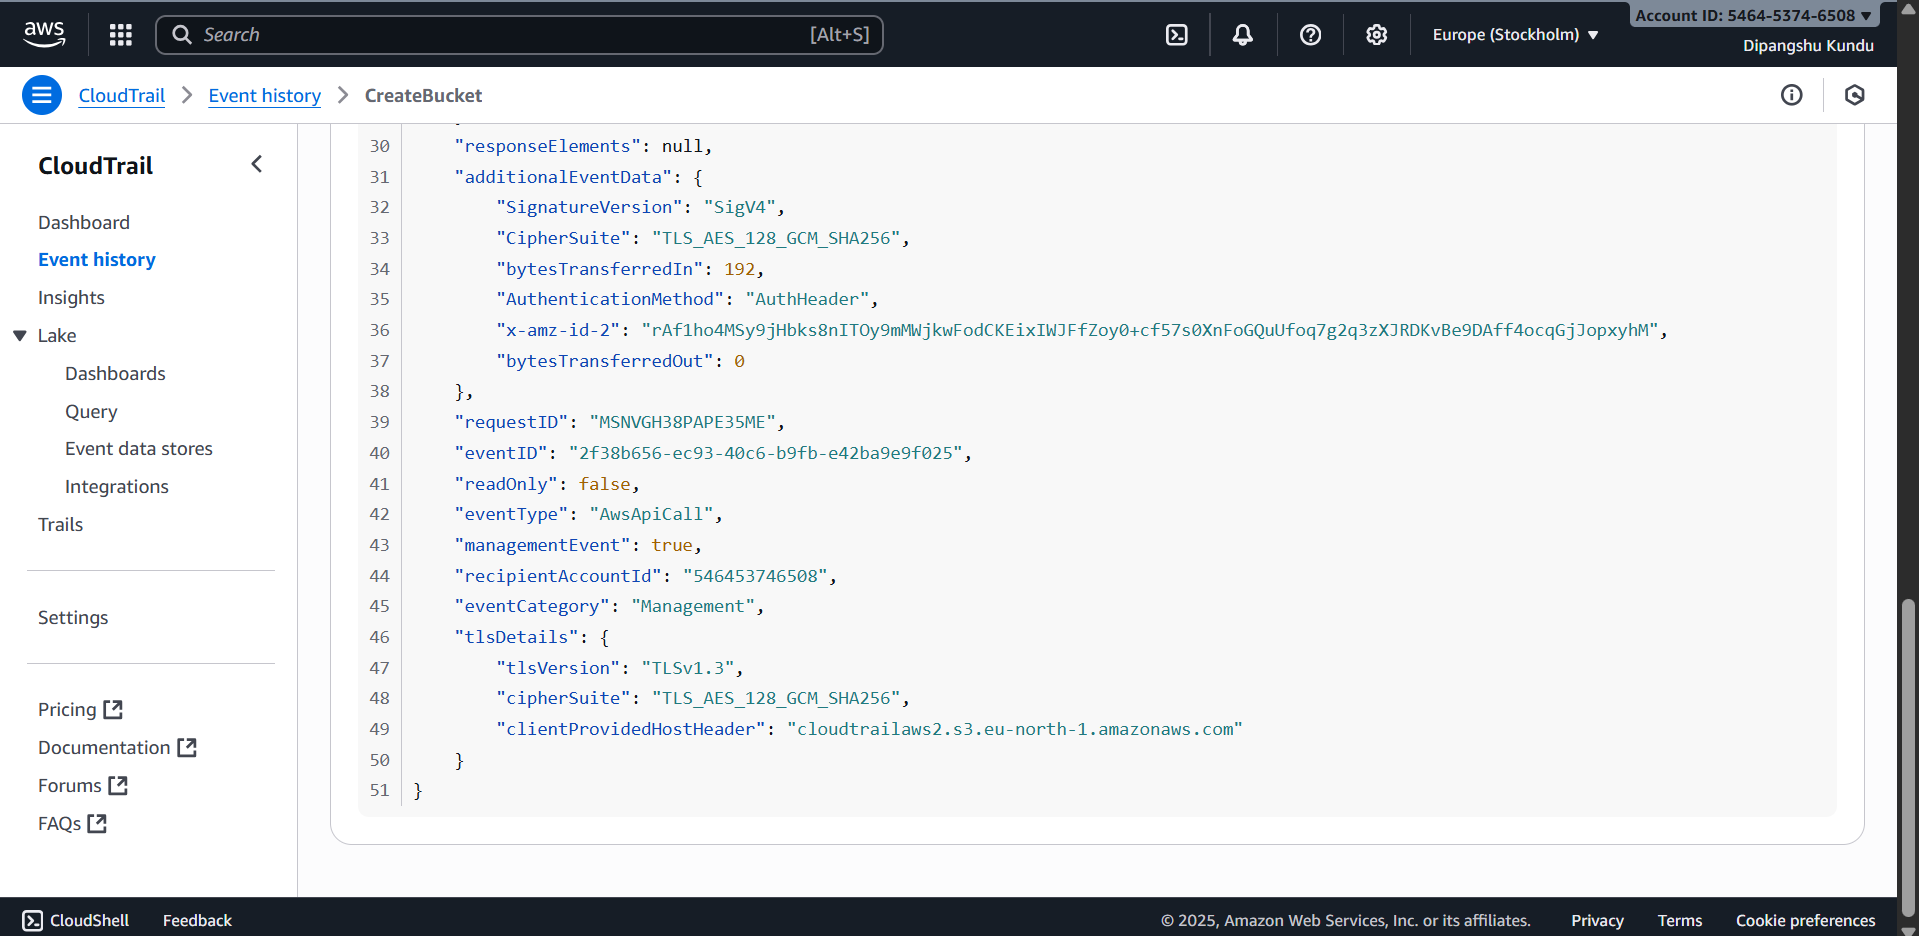 aws
Search [Alt+S]
Europe (Stockholm) ▼
Account ID: 5464-5374-6508 ▼
Dipangshu Kundu
CloudTrail > Event history > CreateBucket
CloudTrail
Dashboard
Event history
Insights
Lake
Dashboards
Query
Event data stores
Integrations
Trails
Settings
Pricing
Documentation
Forums
FAQs
30 "responseElements": null,
31 "additionalEventData": {
32 "SignatureVersion": "SigV4",
33 "CipherSuite": "TLS_AES_128_GCM_SHA256",
34 "bytesTransferredIn": 192,
35 "AuthenticationMethod": "AuthHeader",
36 "x-amz-id-2": "rAf1ho4MSy9jHbks8nITOy9mMWjkwFodCKEixIWJFfZoy0+cf57s0XnFoGQuUfoq7g2q3zXJRDKvBe9DAff4ocqGjJopxyhM",
37 "bytesTransferredOut": 0
38 },
39 "requestID": "MSNVGH38PAPE35ME",
40 "eventID": "2f38b656-ec93-40c6-b9fb-e42ba9e9f025",
41 "readOnly": false,
42 "eventType": "AwsApiCall",
43 "managementEvent": true,
44 "recipientAccountId": "546453746508",
45 "eventCategory": "Management",
46 "tlsDetails": {
47 "tlsVersion": "TLSv1.3",
48 "cipherSuite": "TLS_AES_128_GCM_SHA256",
49 "clientProvidedHostHeader": "cloudtrailaws2.s3.eu-north-1.amazonaws.com"
50 }
51 }
CloudShell Feedback © 2025, Amazon Web Services, Inc. or its affiliates. Privacy Terms Cookie preferences